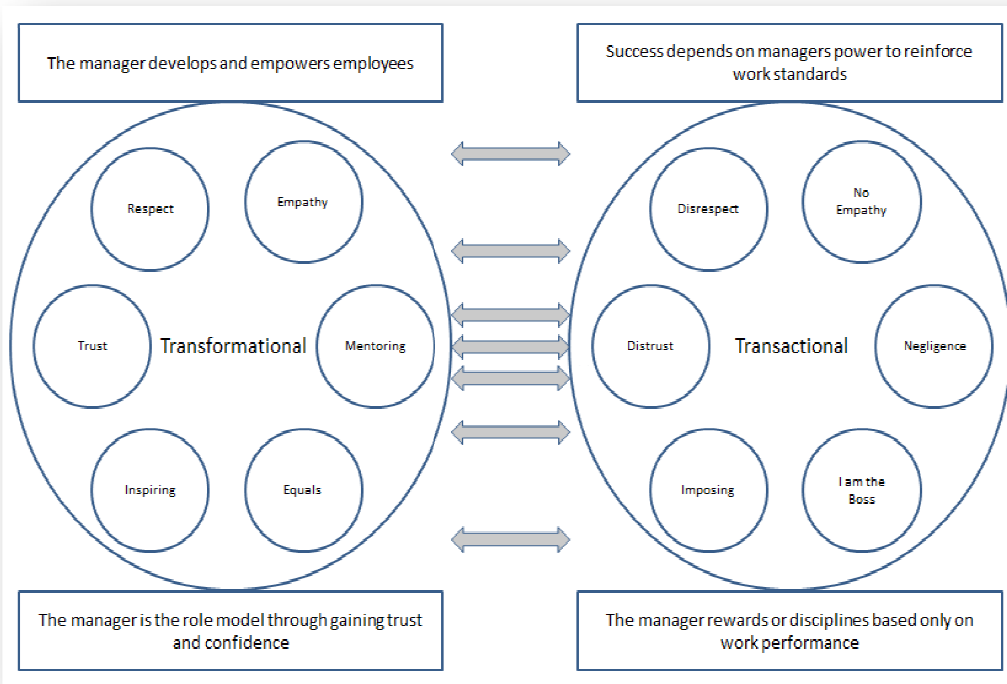 The manager develops and empowers employees
Success depends on managers power to reinforce
work standards
Respect
Empathy
Trust
Transformational
Mentoring
Inspiring
Equals
Disrespect
No
Empathy
Distrust
Transactional
Negligence
Imposing
I am the
Boss
The manager is the role model through gaining trust
and confidence
The manager rewards or disciplines based only on
work performance